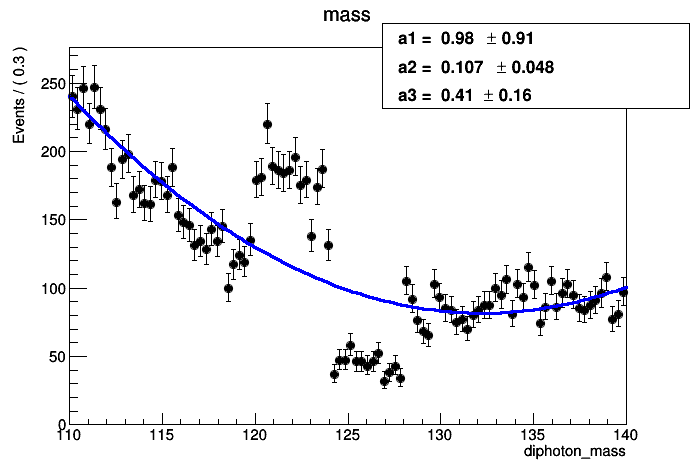 mass
a1 = 0.98 ± 0.91
a2 = 0.107 ± 0.048
a3 = 0.41 ± 0.16
Events / ( 0.3 )
250
200
150
100
50
0
110 115 120 125 130 135 140
diphoton_mass